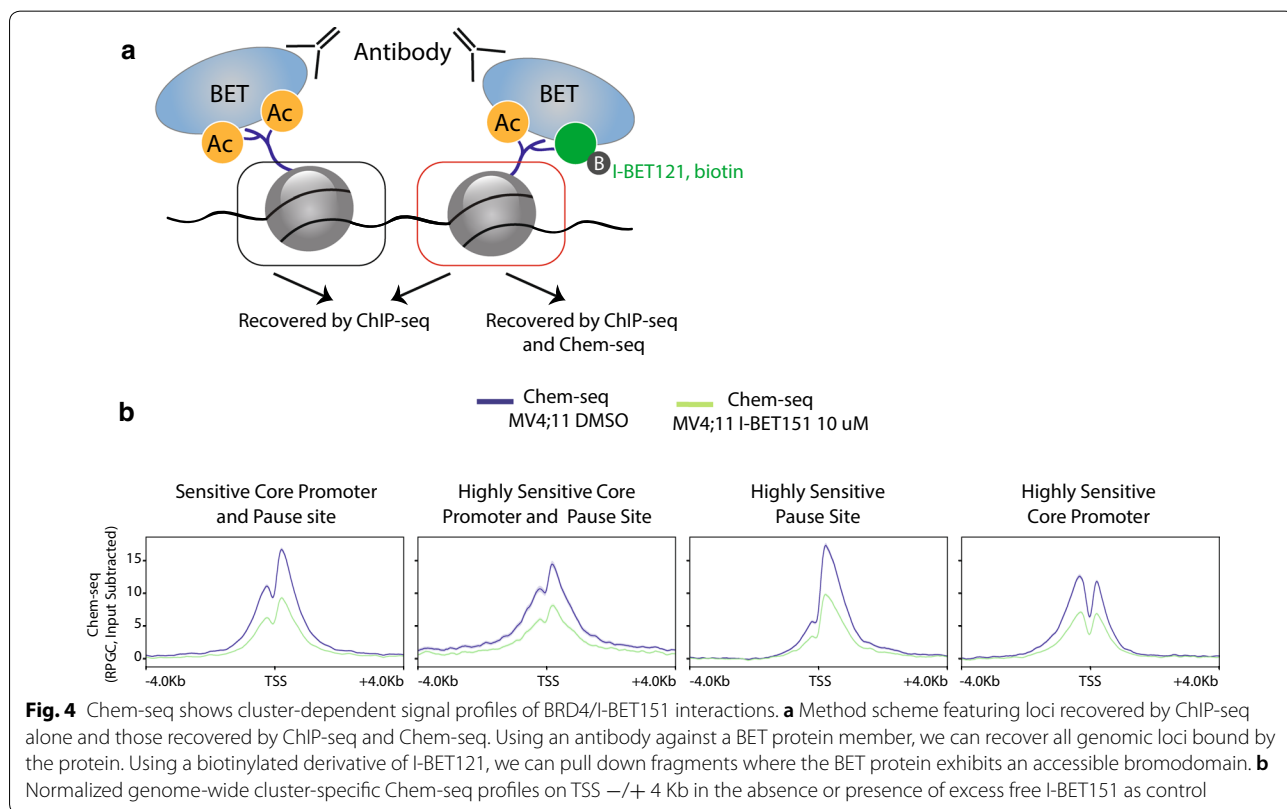 a
Antibody
BET
BET
Ac
Ac
Ac
B
I-BET121, biotin
Recovered by ChIP-seq
Recovered by ChIP-seq
and Chem-seq
b
Chem-seq
MV4;11 DMSO
Chem-seq
MV4;11 I-BET151 10 uM
Sensitive Core Promoter
and Pause site
Highly Sensitive Core
Promoter and Pause Site
Highly Sensitive
Pause Site
Highly Sensitive
Core Promoter
Chem-seq
(RPGC, Input Subtracted)
15
10
5
0
-4.0Kb TSS +4.0Kb
-4.0Kb TSS +4.0Kb
-4.0Kb TSS +4.0Kb
-4.0Kb TSS +4.0Kb
Fig. 4 Chem-seq shows cluster-dependent signal profiles of BRD4/I-BET151 interactions. a Method scheme featuring loci recovered by ChIP-seq
alone and those recovered by ChIP-seq and Chem-seq. Using an antibody against a BET protein member, we can recover all genomic loci bound by
the protein. Using a biotinylated derivative of I-BET121, we can pull down fragments where the BET protein exhibits an accessible bromodomain. b
Normalized genome-wide cluster-specific Chem-seq profiles on TSS −/+ 4 Kb in the absence or presence of excess free I-BET151 as control